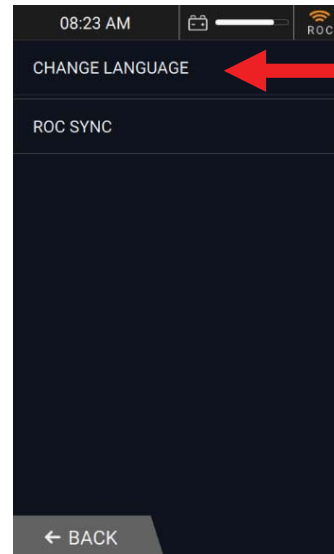 08:23 AM
ROC
CHANGE LANGUAGE
ROC SYNC
← BACK